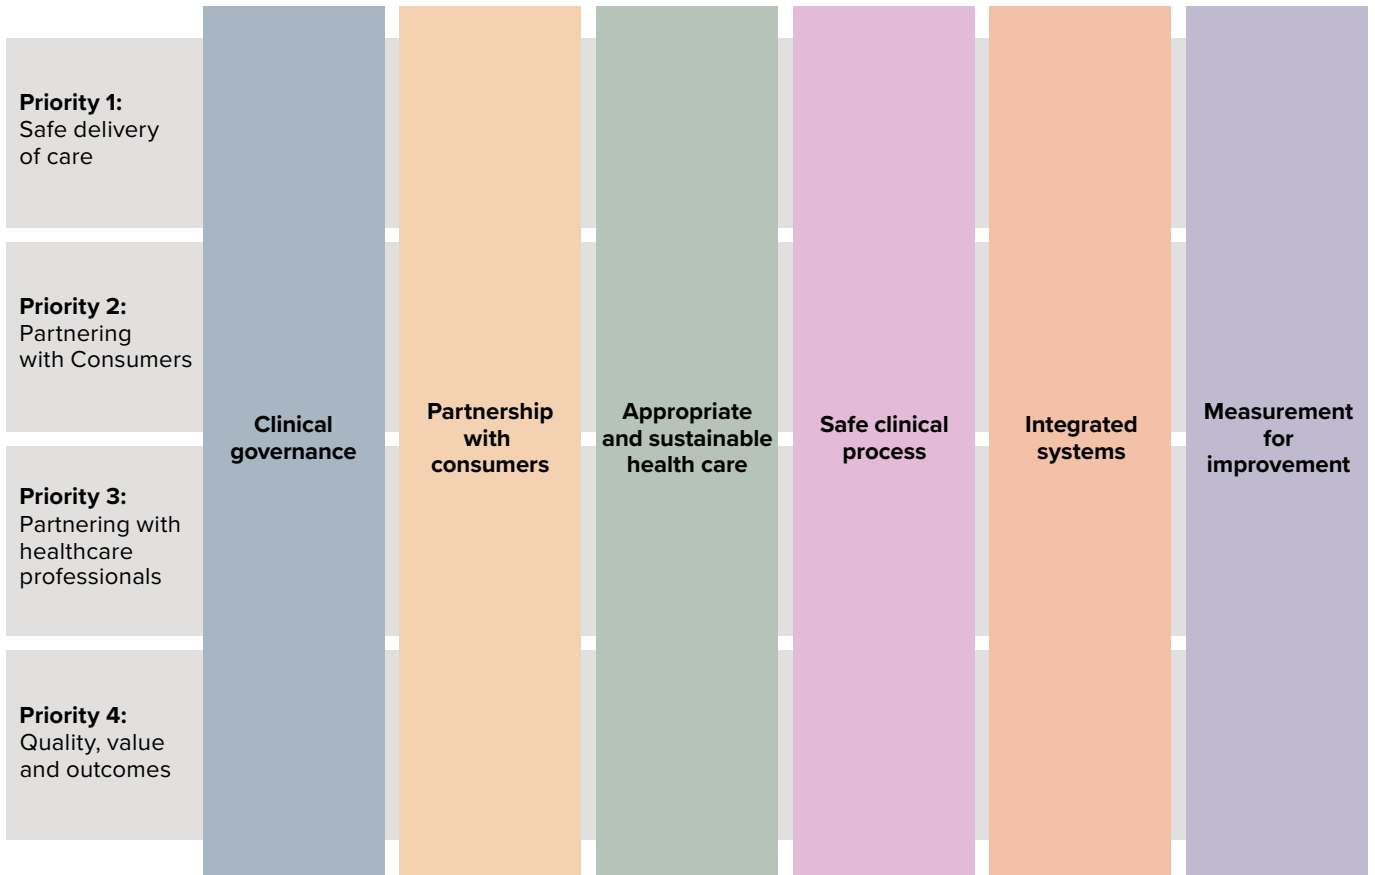 Priority 1:
Safe delivery
of care
Priority 2:
Partnering
with Consumers
Priority 3:
Partnering with
healthcare
professionals
Priority 4:
Quality, value
and outcomes
Clinical
governance
Partnership
with
consumers
Appropriate
and sustainable
health care
Safe clinical
process
Integrated
systems
Measurement
for
improvement